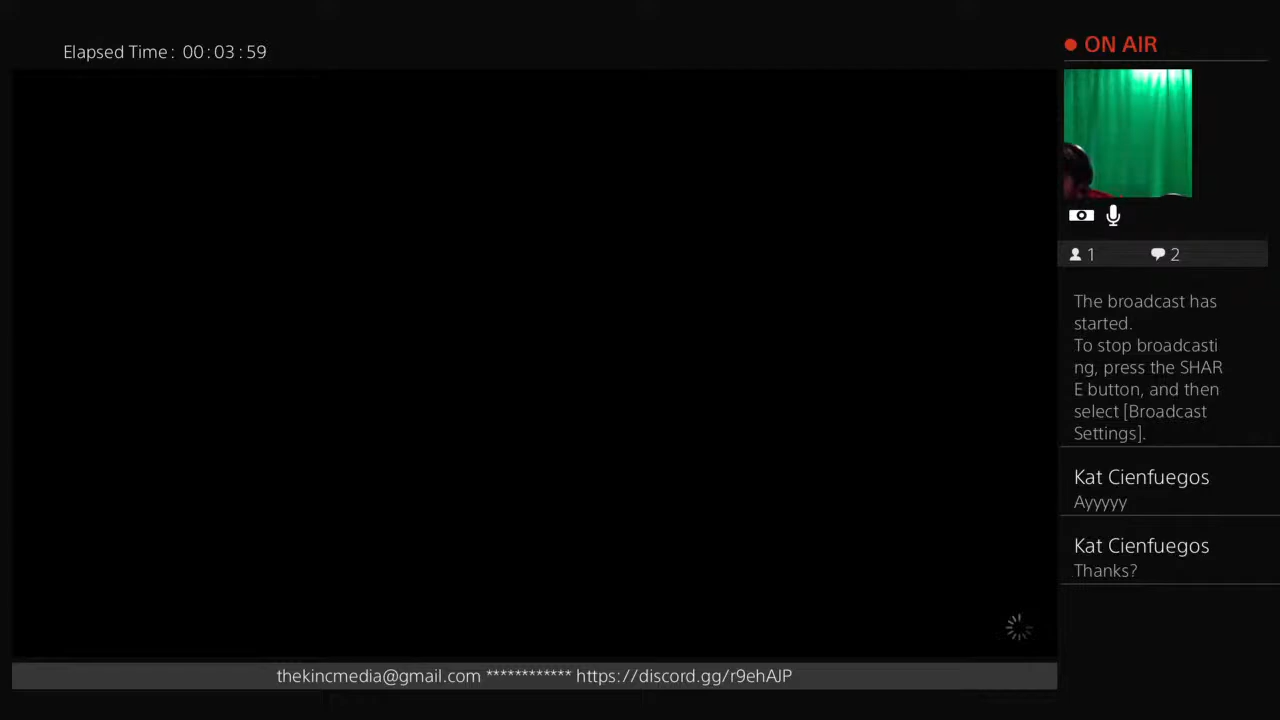 Elapsed Time: 00:03:59
ON AIR
1 2
The broadcast has
started.
To stop broadcasti
ng, press the SHAR
E button, and then
select [Broadcast
Settings].
Kat Cienfuegos
Ayyyyy
Kat Cienfuegos
Thanks?
thekincmedia@gmail.com ************ https://discord.gg/r9ehAJP